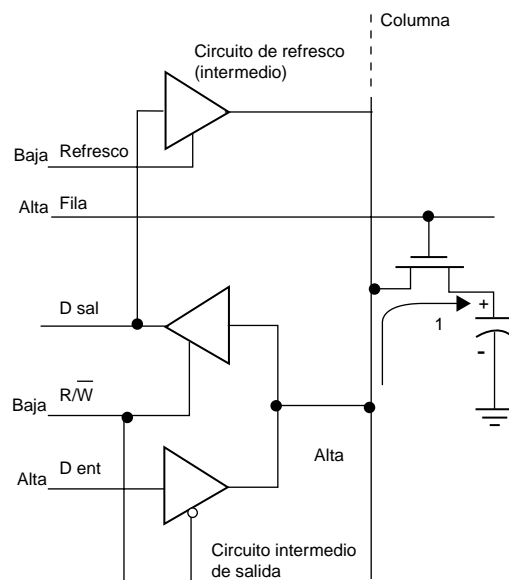 Columna
Circuito de refresco
(intermedio)
Baja Refresco
Alta Fila
D sal
+
1
-
R/W̅
Baja
D ent
Alta
Alta
Circuito intermedio
de salida